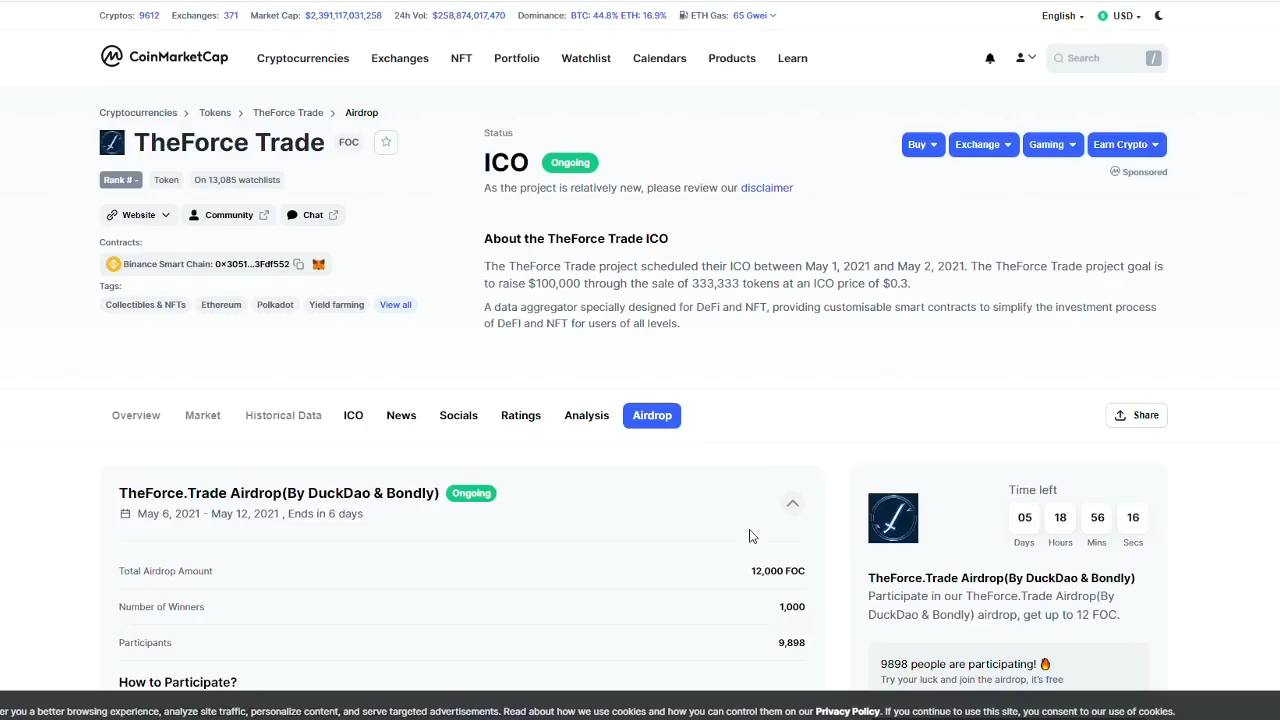 Cryptos: 9612 Exchanges: 371 Market Cap: $2,391,117,031,258 24h Vol: $258,874,017,470 Dominance: BTC: 44.8% ETH: 16.9% ETH Gas: 65 Gwei English USD
CoinMarketCap Cryptocurrencies Exchanges NFT Portfolio Watchlist Calendars Products Learn Search /
Cryptocurrencies > Tokens > TheForce Trade > Airdrop
TheForce Trade FOC
Rank # - Token On 13,085 watchlists
Website Community Chat
Contracts:
Binance Smart Chain: 0x3051...3Fdf552
Tags:
Collectibles & NFTs Ethereum Polkadot Yield farming View all
Status
ICO Ongoing
As the project is relatively new, please review our disclaimer
Buy Exchange Gaming Earn Crypto
Sponsored
About the TheForce Trade ICO
The TheForce Trade project scheduled their ICO between May 1, 2021 and May 2, 2021. The TheForce Trade project goal is
to raise $100,000 through the sale of 333,333 tokens at an ICO price of $0.3.
A data aggregator specially designed for DeFi and NFT, providing customisable smart contracts to simplify the investment process
of DeFI and NFT for users of all levels.
Overview Market Historical Data ICO News Socials Ratings Analysis Airdrop Share
TheForce.Trade Airdrop(By DuckDao & Bondly) Ongoing
May 6, 2021 - May 12, 2021 , Ends in 6 days
Total Airdrop Amount 12,000 FOC
Number of Winners 1,000
Participants 9,898
How to Participate?
Time left
05 18 56 16
Days Hours Mins Secs
TheForce.Trade Airdrop(By DuckDao & Bondly)
Participate in our TheForce.Trade Airdrop(By
DuckDao & Bondly) airdrop, get up to 12 FOC.
9898 people are participating! 🔥
Try your luck and join the airdrop, it's free
er you a better browsing experience, analyze site traffic, personalize content, and serve targeted advertisements. Read about how we use cookies and how you can control them on our Privacy Policy. If you continue to use this site, you consent to our use of cookies.